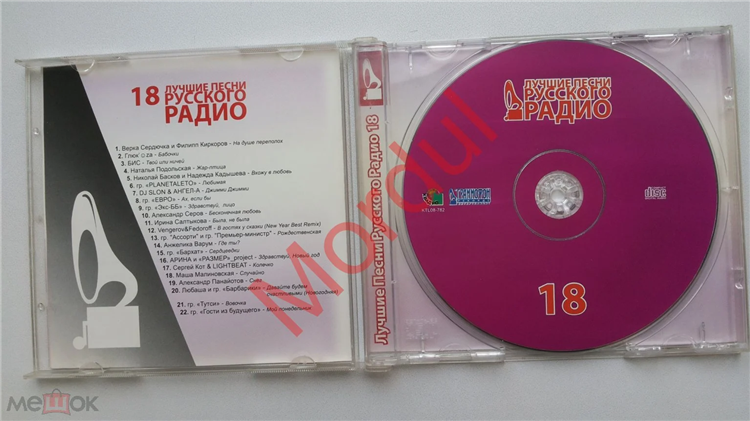 18 ЛУЧШИЕ ПЕСНИ
РУССКОГО
РАДИО
1. Верка Сердючка и Филипп Киркоров - На душе переполох
2. Глюк'oza - Бабочки
3. БИС - Твой или ничей
4. Наталья Подольская - Жар-птица
5. Николай Басков и Надежда Кадышева - Вхожу в любовь
6. гр. «PLANETALETO» - Любимая
7. DJ SLON & АНГЕЛ-А - Джимми Джимми
8. гр. «ЕВРО» - Ах, если бы
9. гр. «Экс-ББ» - Здравствуй, лицо
10. Александр Серов - Бесконечная любовь
11. Ирина Салтыкова - Была, не была
12. Vengerov&Fedoroff - В гостях у сказки (New Year Best Remix)
13. гр. "Ассорти" и гр. "Премьер-министр" - Рождественская
14. Анжелика Варум - Где ты?
15. гр. «Бархат» - Сердцеедки
16. АРИНА и «РАЗМЕР»_project - Здравствуй, Новый год
17. Сергей Кот & LIGHTBEAT - Колечко
18. Маша Малиновская - Случайно
19. Александр Панайотов -
20. Любаша и гр. «Барбарики» - Давайте будем
счастливыми (Новогодняя)
21. гр. «Тутси» - Вовочка
22. гр. «Гости из будущего» - Мой понедельник
Лучшие Песни Русского Радио 18
ЛУЧШИЕ ПЕСНИ
РУССКОГО
РАДИО
18
Mordul
мешок